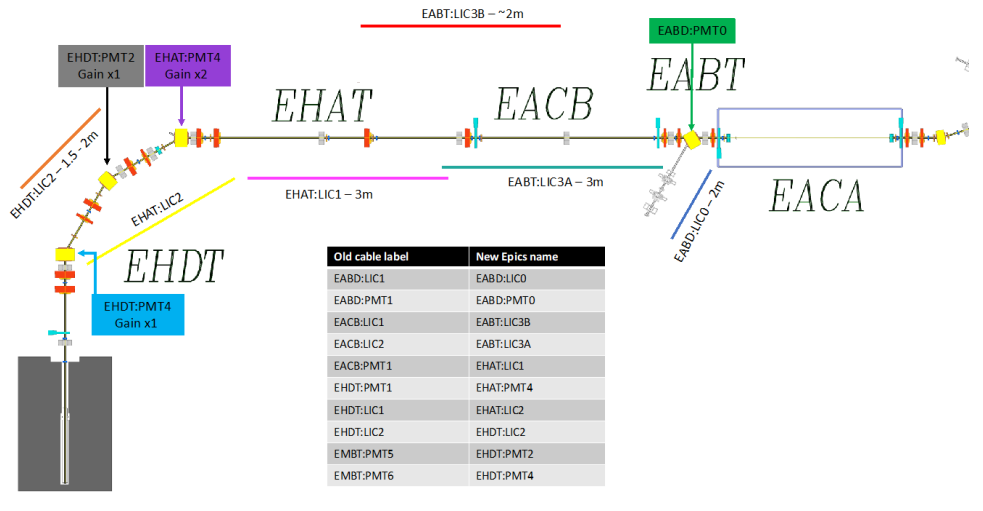 EABT:LIC3B – ~2m
EABD:PMT0
EHDT:PMT2
Gain x1
EHAT:PMT4
Gain x2
EHAT
EACB
EABT
EHDT:LIC2 – 1.5 - 2m
EHAT:LIC2
EHAT:LIC1 – 3m
EABT:LIC3A – 3m
EABD:LIC0 – 2m
EACA
EHDT
EHDT:PMT4
Gain x1
Old cable label New Epics name
EABD:LIC1 EABD:LIC0
EABD:PMT1 EABD:PMT0
EACB:LIC1 EABT:LIC3B
EACB:LIC2 EABT:LIC3A
EACB:PMT1 EHAT:LIC1
EHDT:PMT1 EHAT:PMT4
EHDT:LIC1 EHAT:LIC2
EHDT:LIC2 EHDT:LIC2
EMBT:PMT5 EHDT:PMT2
EMBT:PMT6 EHDT:PMT4